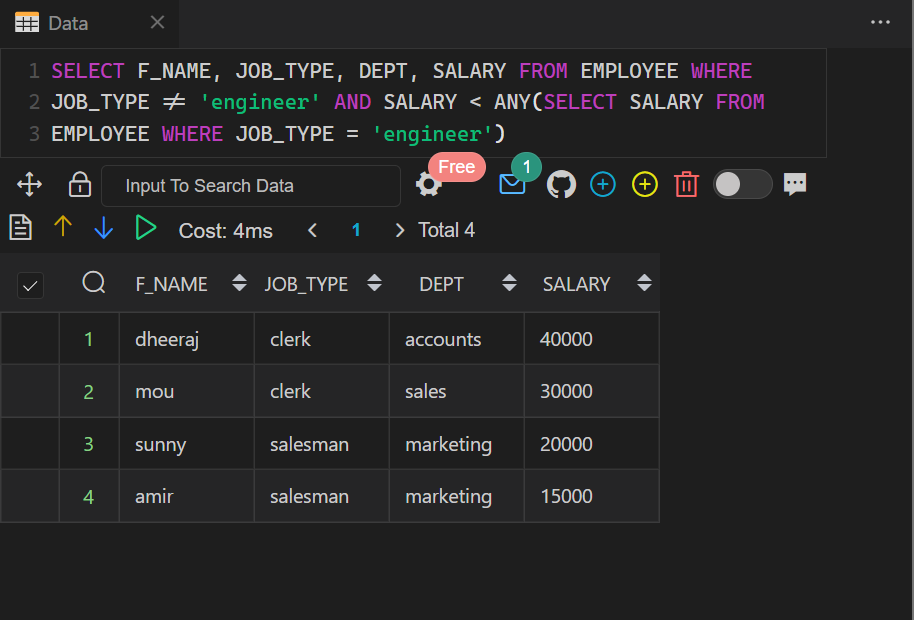 Data
1 SELECT F_NAME, JOB_TYPE, DEPT, SALARY FROM EMPLOYEE WHERE
2 JOB_TYPE ≠ 'engineer' AND SALARY < ANY(SELECT SALARY FROM
3 EMPLOYEE WHERE JOB_TYPE = 'engineer')
Input To Search Data Free 1
Cost: 4ms < 1 > Total 4
F_NAME JOB_TYPE DEPT SALARY
1 dheeraj clerk accounts 40000
2 mou clerk sales 30000
3 sunny salesman marketing 20000
4 amir salesman marketing 15000